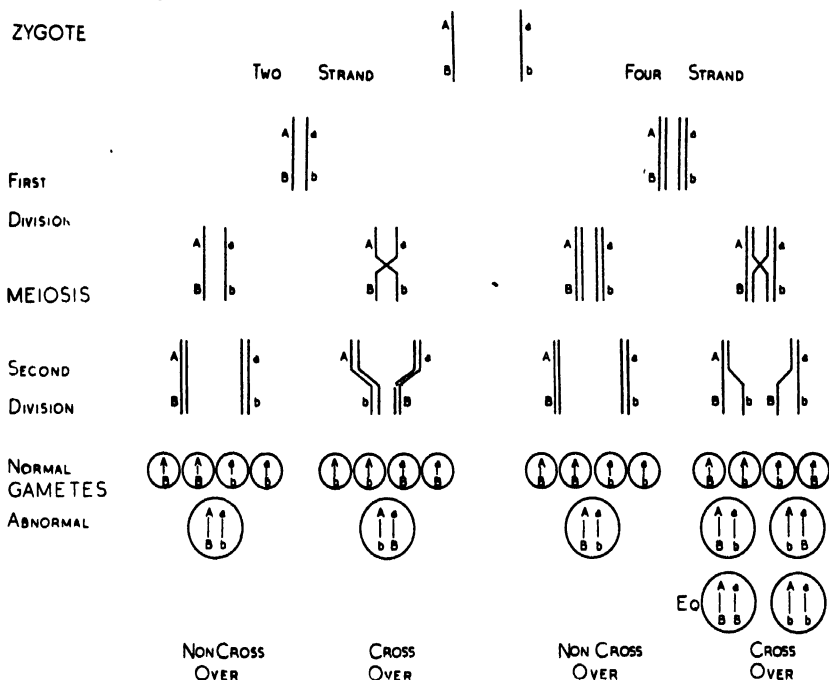 ZYGOTE
A a
B b
TWO STRAND FOUR STRAND
A a A a
FIRST B b B b
DIVISION
A a A a A a A a
MEIOSIS B b B b B b B b
SECOND A a A a A a A a
DIVISION B b b B B b b B b
NORMAL A A a a A A a a A A a a A A a a
GAMETES B B b b b b B B B B b b B b B b
ABNORMAL A a A a A a A a A a
B b b B B b B b b B
EQ A a A a
B B b b
NON CROSS CROSS NON CROSS CROSS
OVER OVER OVER OVER